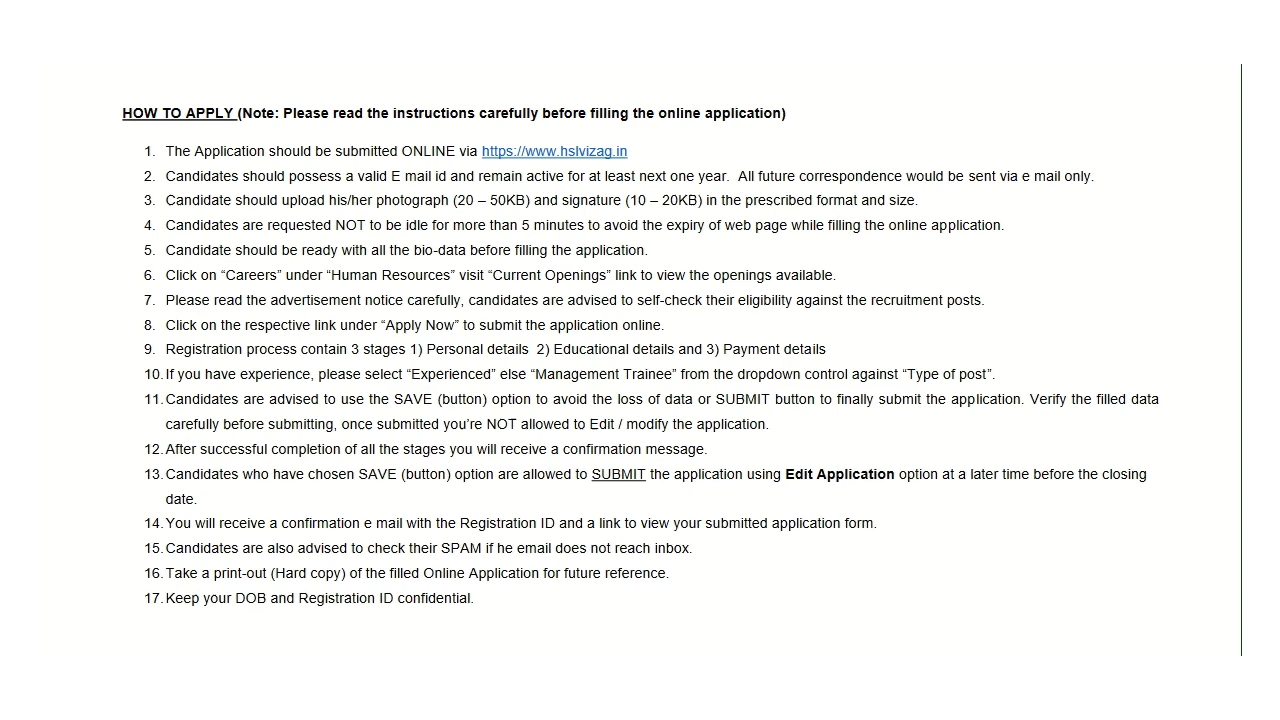 HOW TO APPLY (Note: Please read the instructions carefully before filling the online application)
1. The Application should be submitted ONLINE via https://www.hslvizag.in
2. Candidates should possess a valid E mail id and remain active for at least next one year. All future correspondence would be sent via e mail only.
3. Candidate should upload his/her photograph (20 – 50KB) and signature (10 – 20KB) in the prescribed format and size.
4. Candidates are requested NOT to be idle for more than 5 minutes to avoid the expiry of web page while filling the online application.
5. Candidate should be ready with all the bio-data before filling the application.
6. Click on “Careers” under “Human Resources” visit “Current Openings” link to view the openings available.
7. Please read the advertisement notice carefully, candidates are advised to self-check their eligibility against the recruitment posts.
8. Click on the respective link under “Apply Now” to submit the application online.
9. Registration process contain 3 stages 1) Personal details 2) Educational details and 3) Payment details
10. If you have experience, please select “Experienced” else “Management Trainee” from the dropdown control against “Type of post”.
11. Candidates are advised to use the SAVE (button) option to avoid the loss of data or SUBMIT button to finally submit the application. Verify the filled data
carefully before submitting, once submitted you’re NOT allowed to Edit / modify the application.
12. After successful completion of all the stages you will receive a confirmation message.
13. Candidates who have chosen SAVE (button) option are allowed to SUBMIT the application using Edit Application option at a later time before the closing
date.
14. You will receive a confirmation e mail with the Registration ID and a link to view your submitted application form.
15. Candidates are also advised to check their SPAM if he email does not reach inbox.
16. Take a print-out (Hard copy) of the filled Online Application for future reference.
17. Keep your DOB and Registration ID confidential.